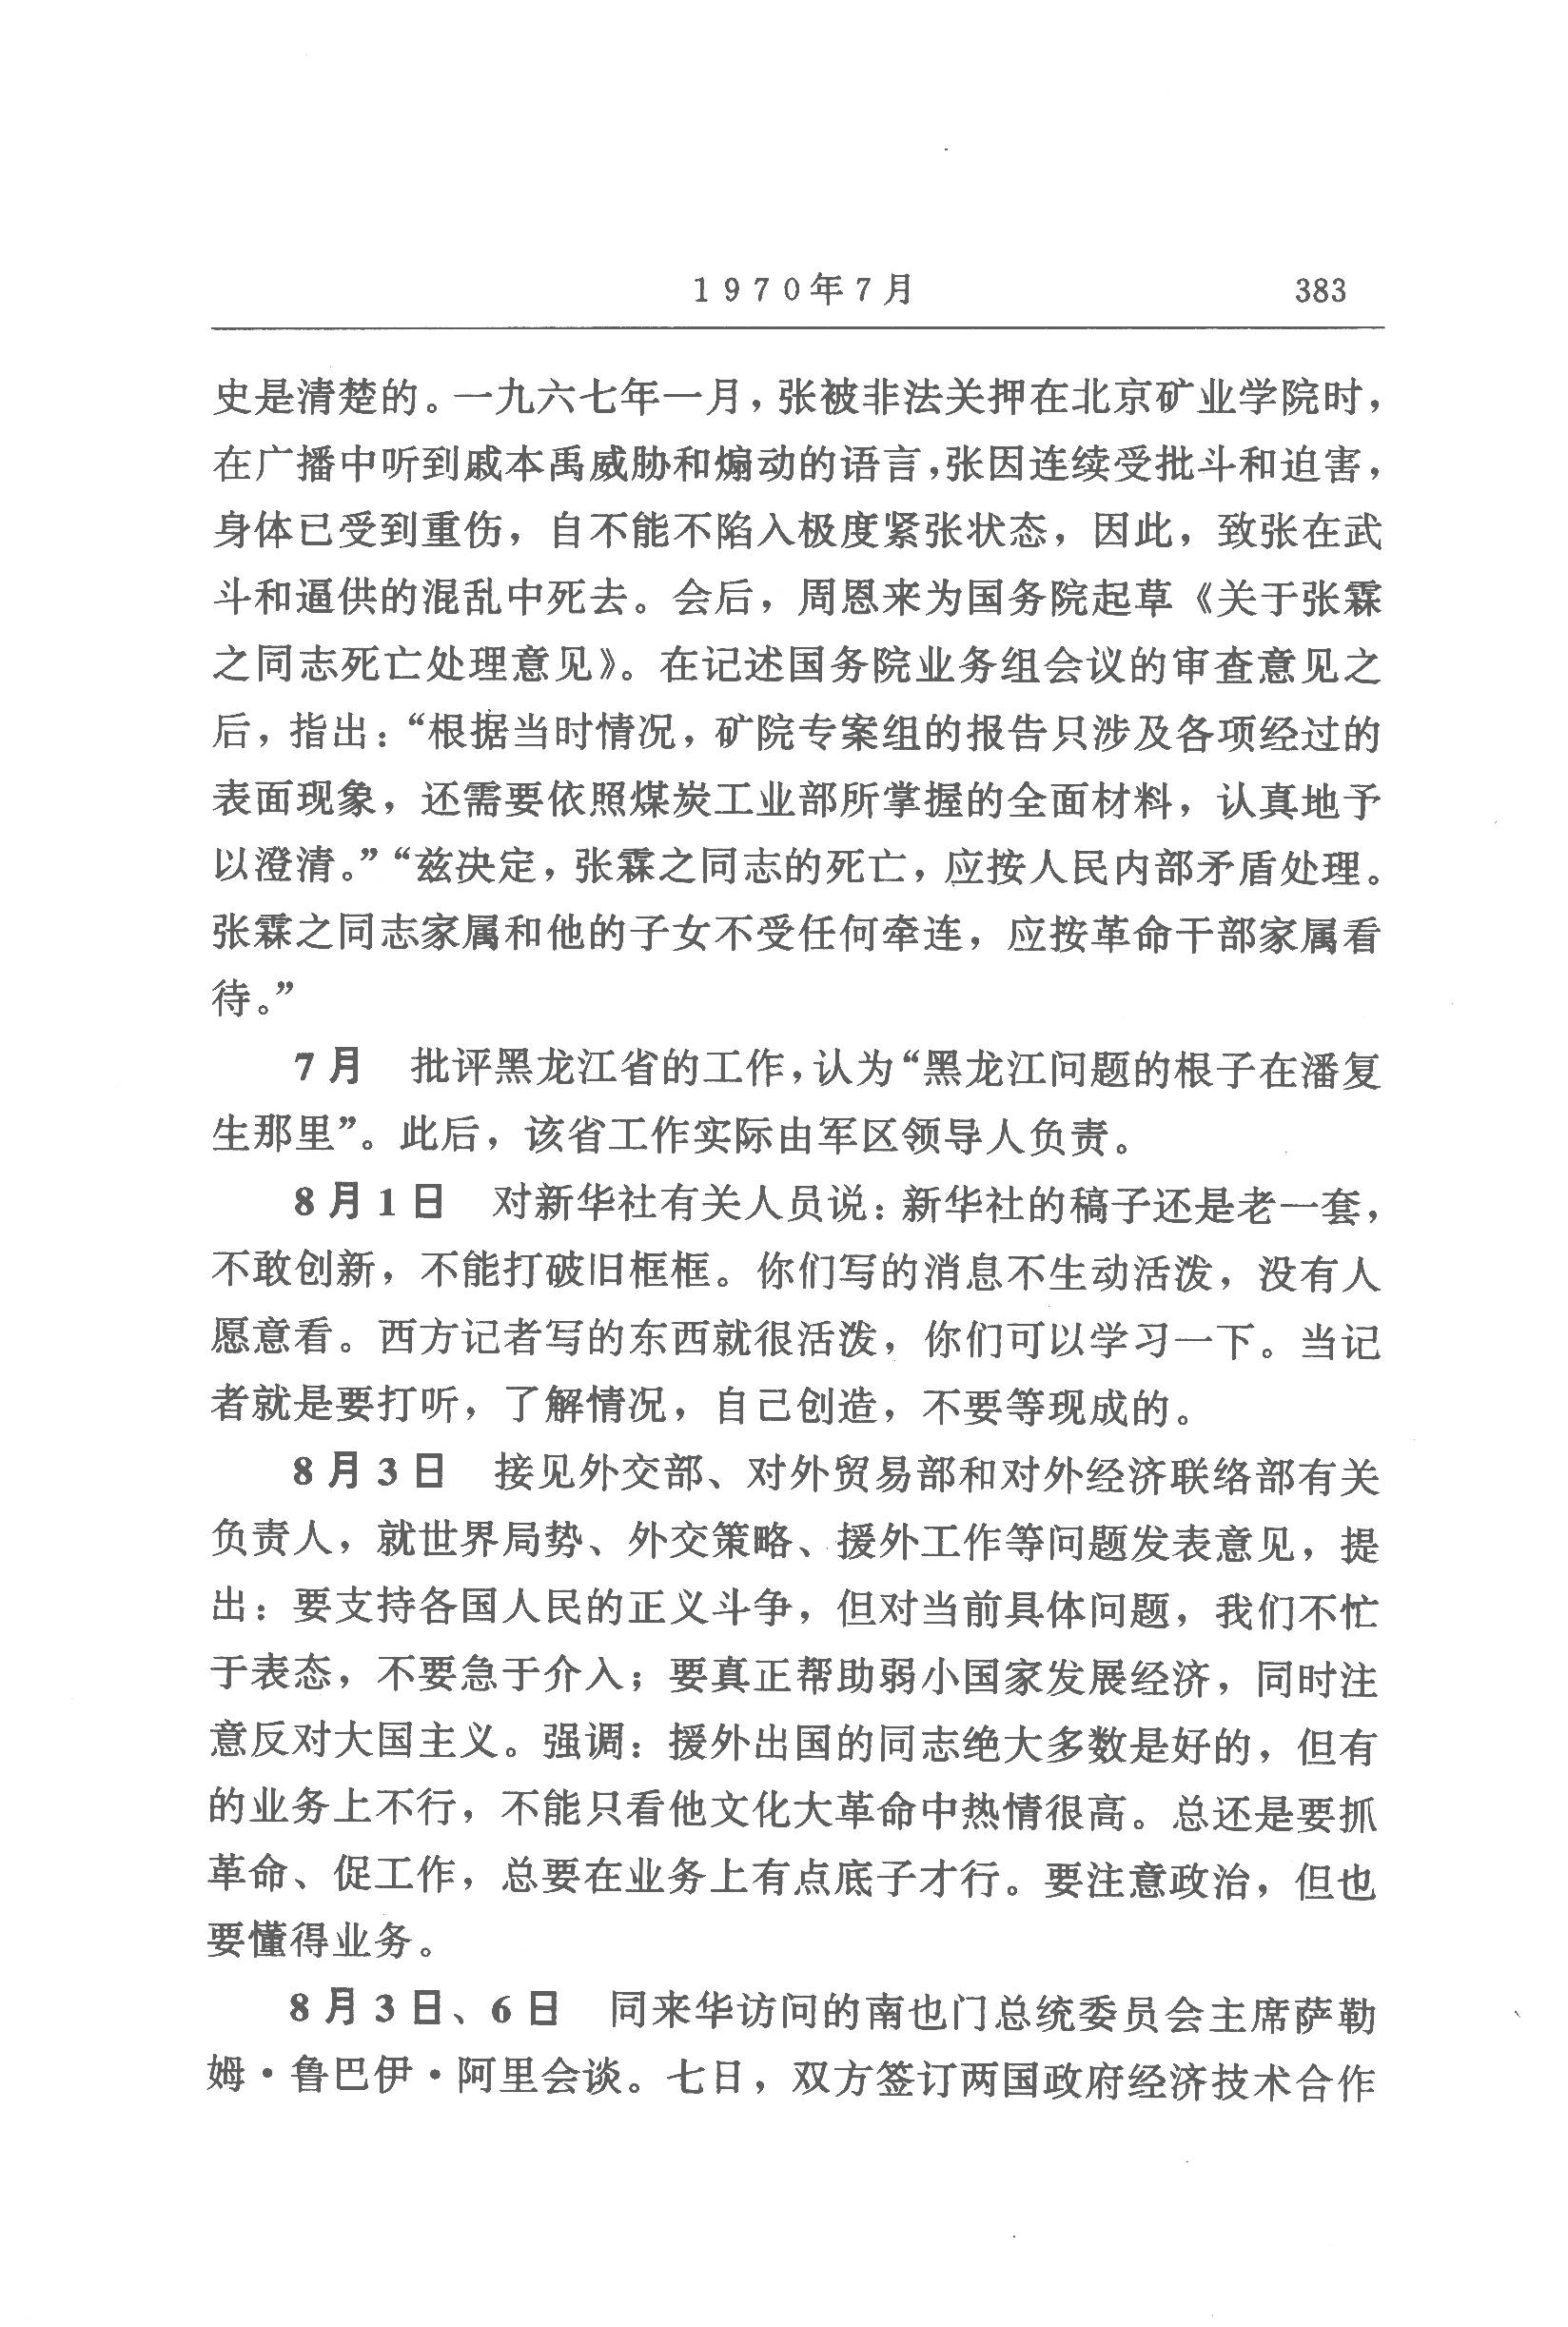 1970年7月 383
史是清楚的。一九六七年一月，张被非法关押在北京矿业学院时，
在广播中听到戚本禹威胁和煽动的语言，张因连续受批斗和迫害，
身体已受到重伤，自不能不陷入极度紧张状态，因此，致张在武
斗和逼供的混乱中死去。会后，周恩来为国务院起草《关于张霖
之同志死亡处理意见》。在记述国务院业务组会议的审查意见之
后，指出：“根据当时情况，矿院专案组的报告只涉及各项经过的
表面现象，还需要依照煤炭工业部所掌握的全面材料，认真地予
以澄清。”“兹决定，张霖之同志的死亡，应按人民内部矛盾处理。
张霖之同志家属和他的子女不受任何牵连，应按革命干部家属看
待。”
7月 批评黑龙江省的工作，认为“黑龙江问题的根子在潘复
生那里”。此后，该省工作实际由军区领导人负责。
8月1日 对新华社有关人员说：新华社的稿子还是老一套，
不敢创新，不能打破旧框框。你们写的消息不生动活泼，没有人
愿意看。西方记者写的东西就很活泼，你们可以学习一下。当记
者就是要打听，了解情况，自己创造，不要等现成的。
8月3日 接见外交部、对外贸易部和对外经济联络部有关
负责人，就世界局势、外交策略、援外工作等问题发表意见，提
出：要支持各国人民的正义斗争，但对当前具体问题，我们不忙
于表态，不要急于介入；要真正帮助弱小国家发展经济，同时注
意反对大国主义。强调：援外出国的同志绝大多数是好的，但有
的业务上不行，不能只看他文化大革命中热情很高。总还是要抓
革命、促工作，总要在业务上有点底子才行。要注意政治，但也
要懂得业务。
8月3日、6日 同来华访问的南也门总统委员会主席萨勒
姆·鲁巴伊·阿里会谈。七日，双方签订两国政府经济技术合作